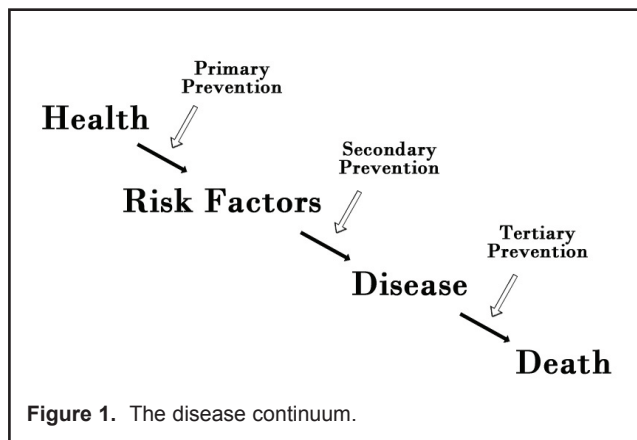 Primary
Prevention
Health
Secondary
Prevention
Risk Factors
Tertiary
Prevention
Disease
Death
Figure 1. The disease continuum.